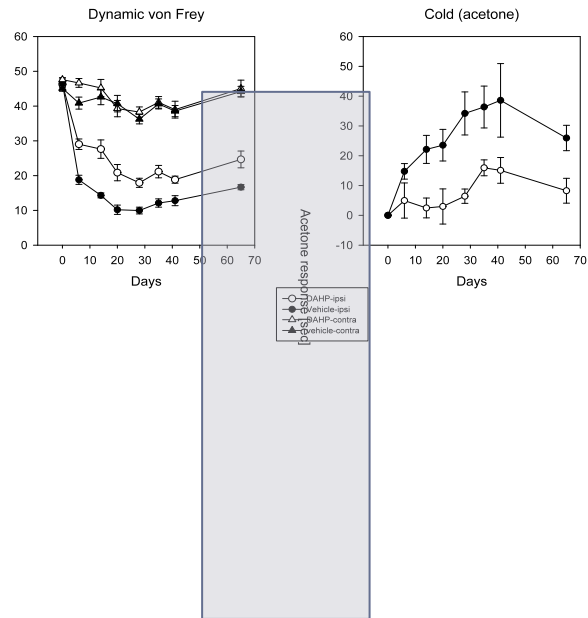 Dynamic von Frey
60
50
40
30
20
10
0
0 10 20 30 40 50 60 70
Days
Cold (acetone)
60
50
40
30
20
10
0
-10
0 10 20 30 40 50 60 70
Days
Acetone response [sec]
DAHP-ipsi
Vehicle-ipsi
DAHP-contra
vehicle-contra